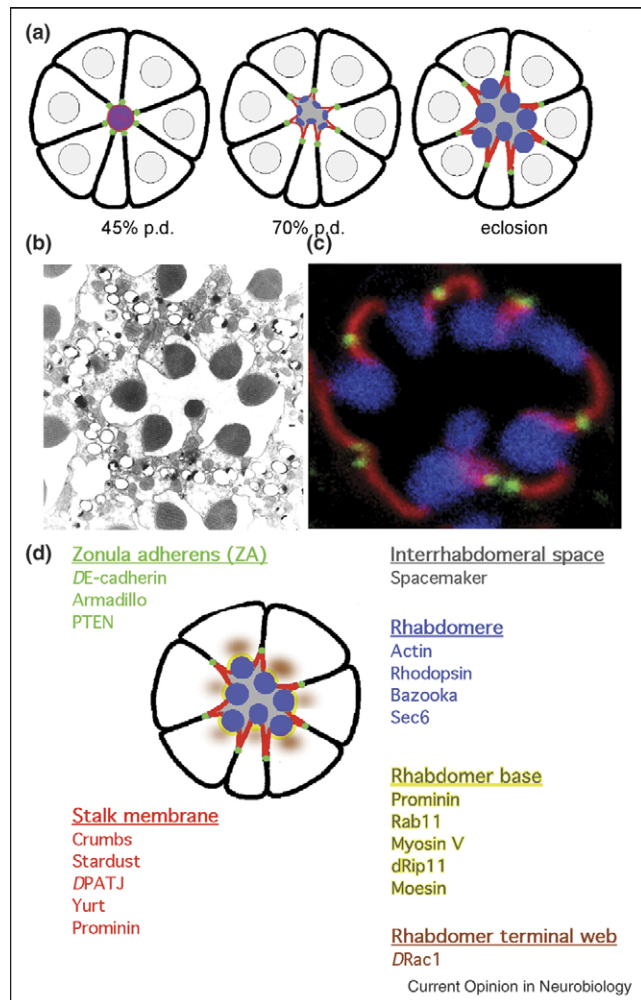 (a)
45% p.d.
70% p.d.
eclosion
(b)
(c)
(d)
Zonula adherens (ZA)
DE-cadherin
Armadillo
PTEN
Interrhabdomeral space
Spacemaker
Rhabdomere
Actin
Rhodopsin
Bazooka
Sec6
Stalk membrane
Crumbs
Stardust
DPATJ
Yurt
Prominin
Rhabdomer base
Prominin
Rab11
Myosin V
dRip11
Moesin
Rhabdomer terminal web
DRac1
Current Opinion in Neurobiology